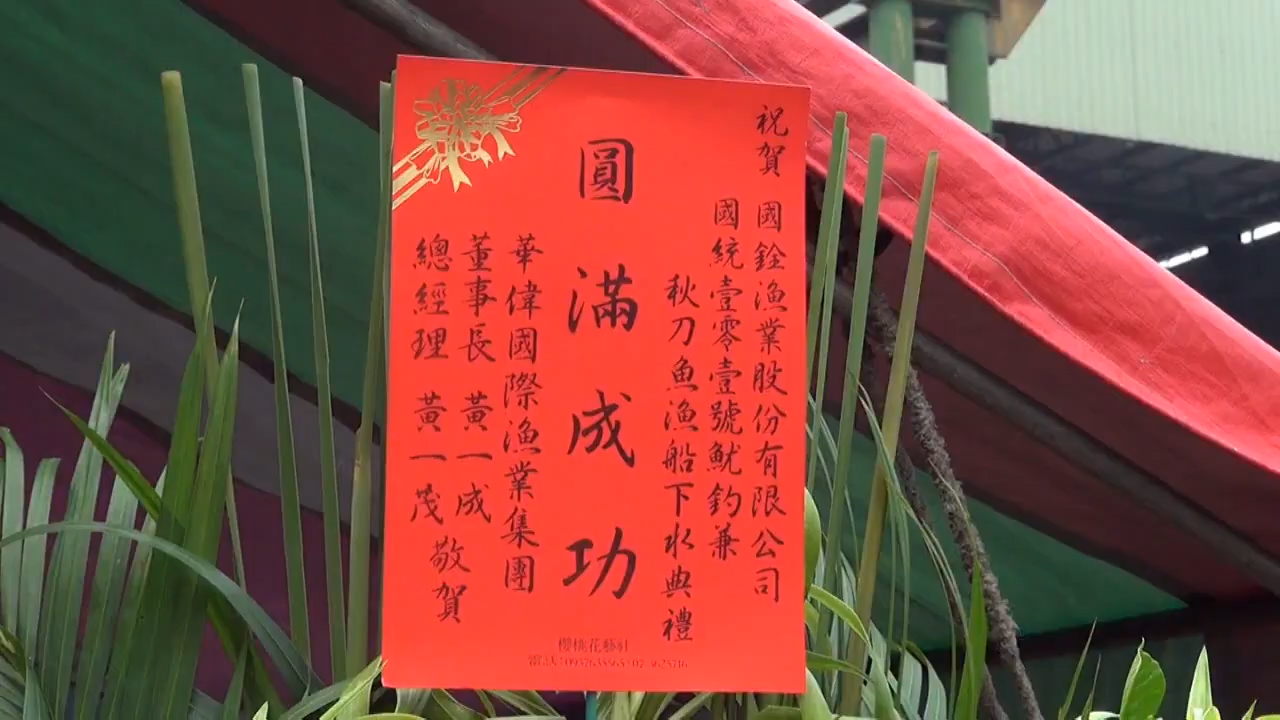 祝賀
國銓漁業股份有限公司
國統壹零壹號魷釣兼
秋刀魚漁船下水典禮
圓滿成功
華偉國際漁業集團
董事長 黃一成
總經理 黃一茂
敬賀
櫻桃花藝社